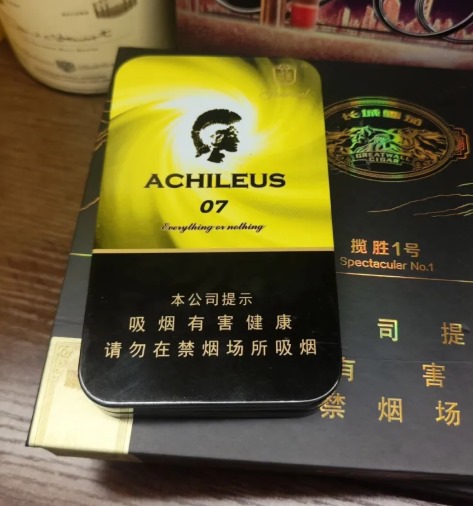 ACHILEUS
07
Everything or nothing
本公司提示
吸烟有害健康
请勿在禁烟场所吸烟
长城雪茄
GREATWALL
CIGAR
揽胜1号
Spectacular No.1
司提
有害
禁烟场